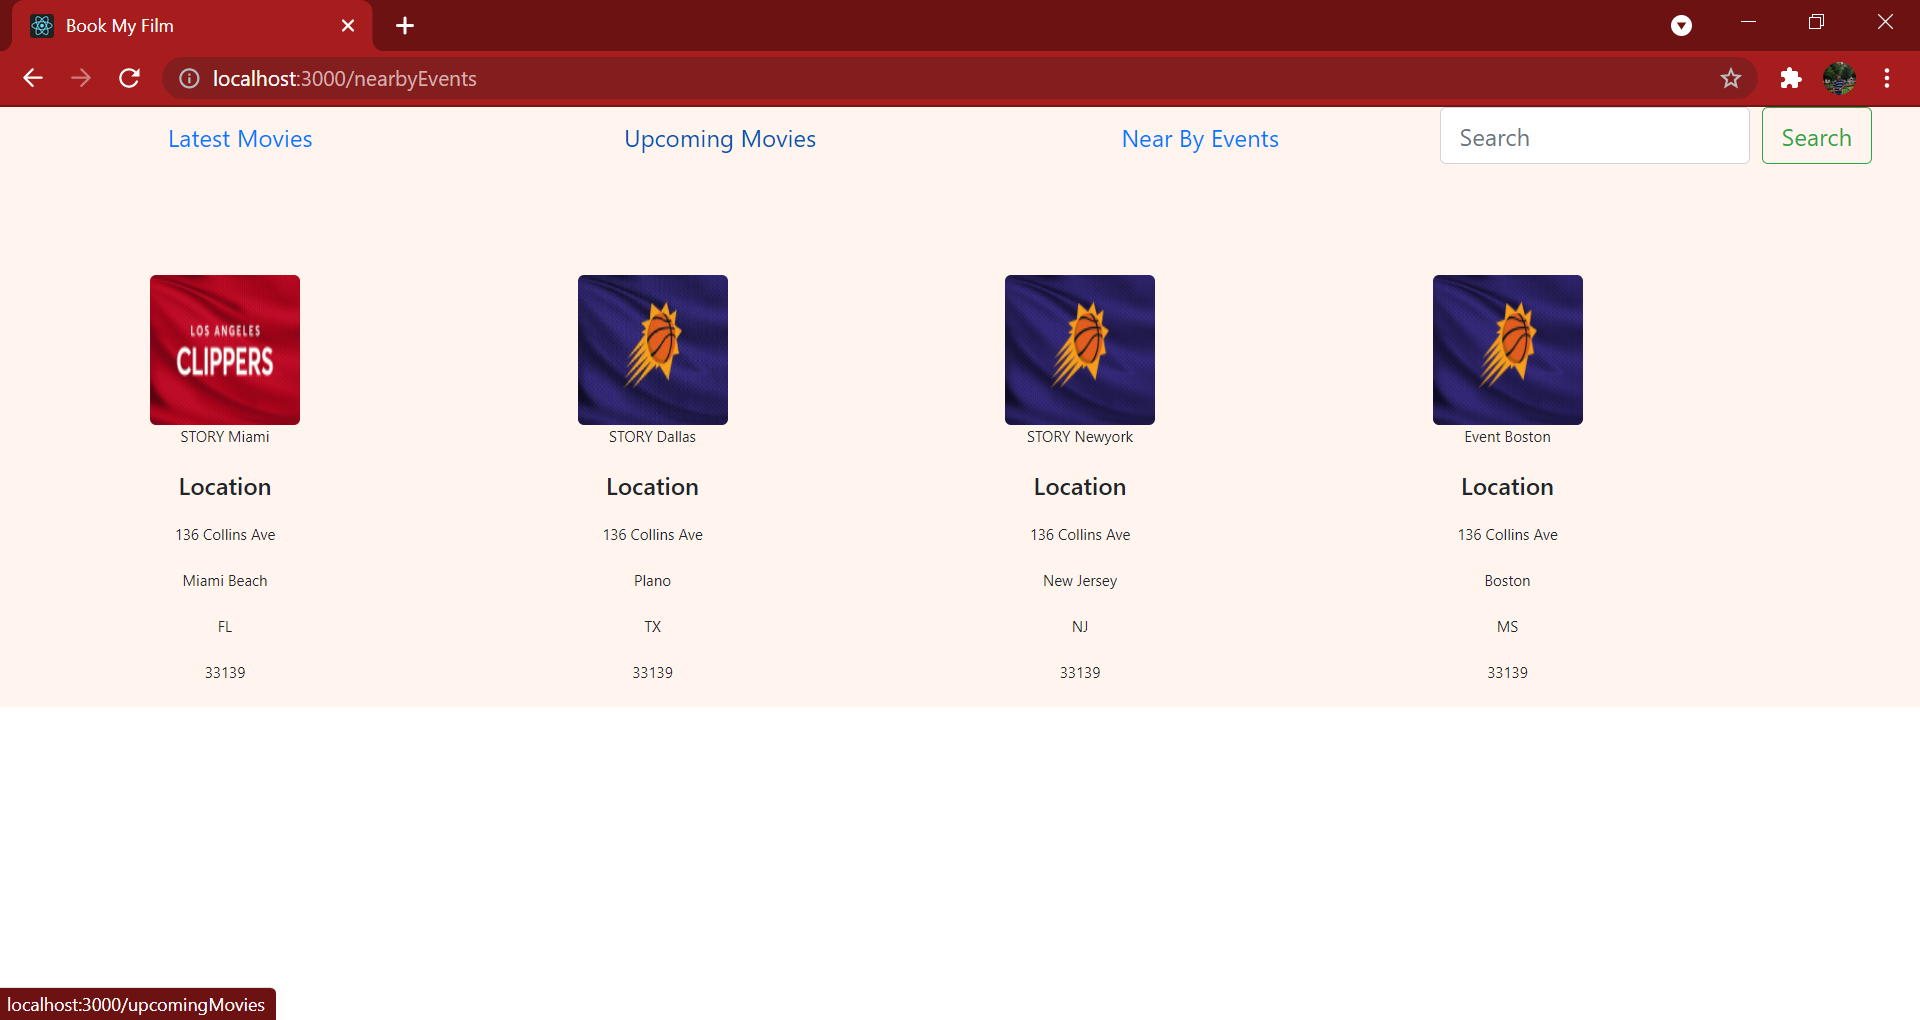 Book My Film
localhost:3000/nearbyEvents
Latest Movies
Upcoming Movies
Near By Events
Search
Search
LOS ANGELES
CLIPPERS
STORY Miami
Location
136 Collins Ave
Miami Beach
FL
33139
STORY Dallas
Location
136 Collins Ave
Plano
TX
33139
STORY Newyork
Location
136 Collins Ave
New Jersey
NJ
33139
Event Boston
Location
136 Collins Ave
Boston
MS
33139
localhost:3000/upcomingMovies